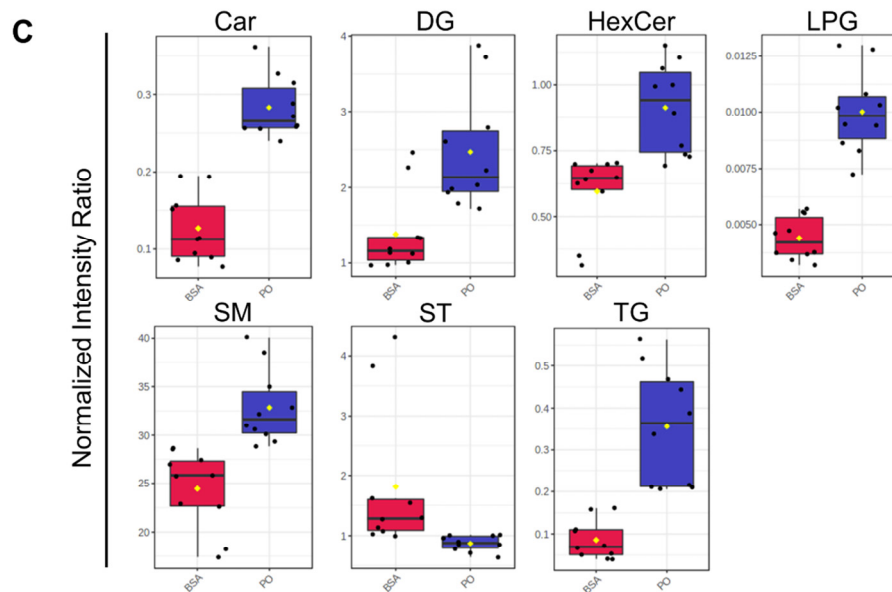 C
Car
DG
HexCer
LPG
0.3
0.2
0.1
4
3
2
1
1.00
0.75
0.50
0.0125
0.0100
0.0075
0.0050
BSA
PO
BSA
PO
BSA
PO
BSA
PO
Normalized Intensity Ratio
SM
ST
TG
40
35
30
25
20
4
3
2
1
0.5
0.4
0.3
0.2
0.1
BSA
PO
BSA
PO
BSA
PO